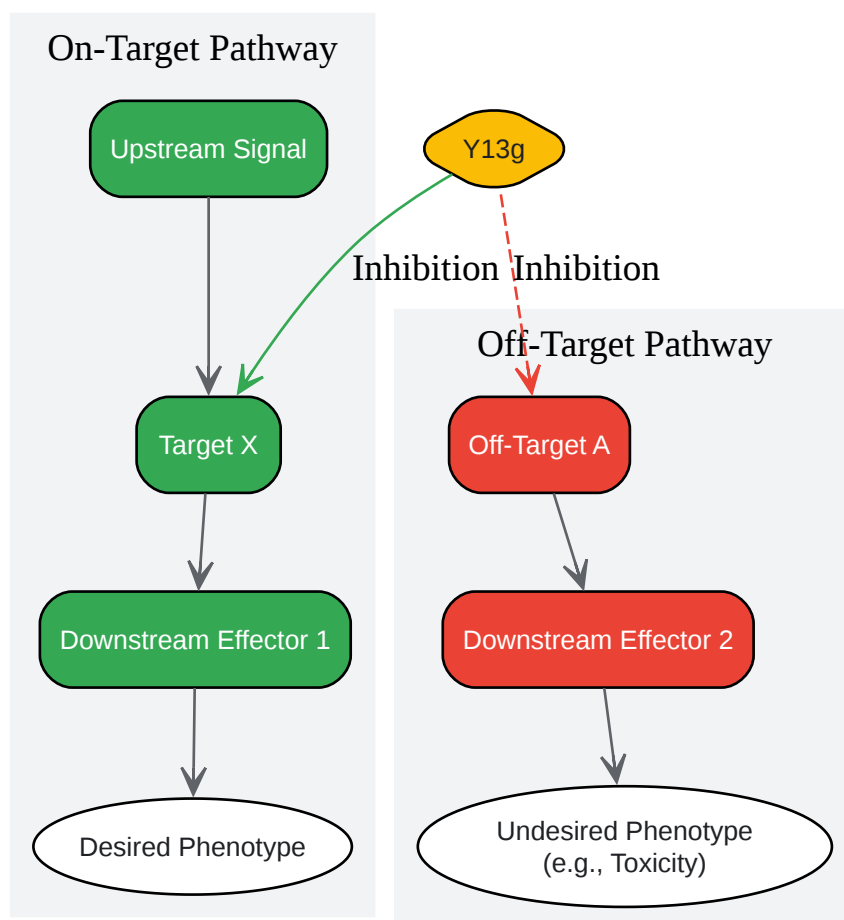 On-Target Pathway
Upstream Signal
Y13g
Inhibition
Inhibition
Off-Target Pathway
Target X
Off-Target A
Downstream Effector 1
Downstream Effector 2
Desired Phenotype
Undesired Phenotype
(e.g., Toxicity)